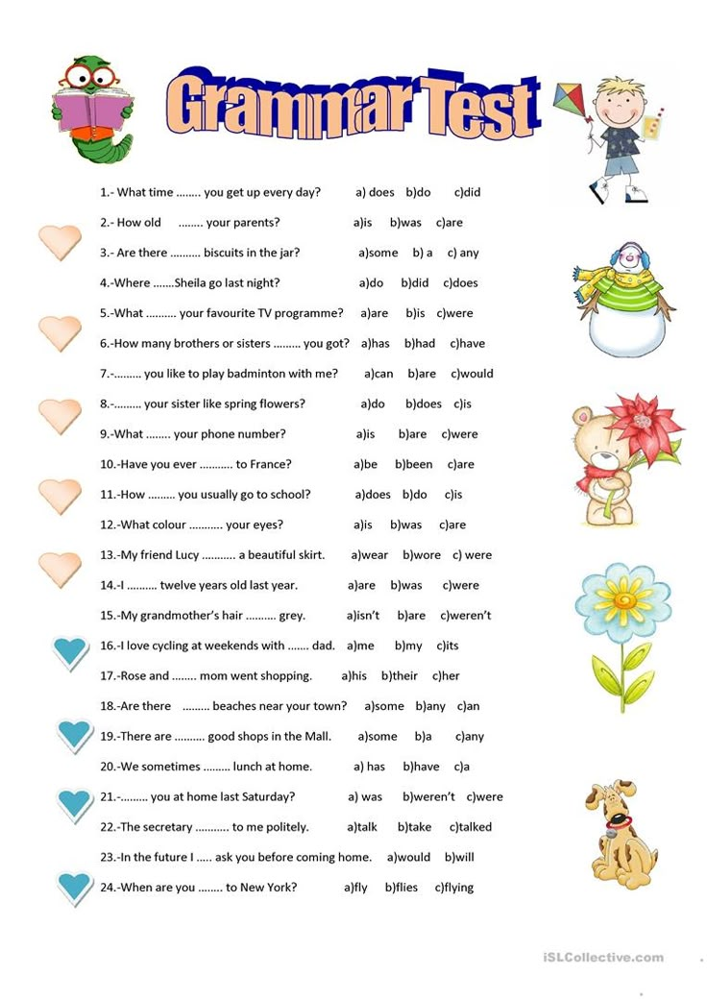 Grammar Test
1.- What time ........ you get up every day? a) does b)do c)did
2.- How old ........ your parents? a)is b)was c)are
3.- Are there .......... biscuits in the jar? a)some b) a c) any
4.-Where .......Sheila go last night? a)do b)did c)does
5.-What .......... your favourite TV programme? a)are b)is c)were
6.-How many brothers or sisters ......... you got? a)has b)had c)have
7.-......... you like to play badminton with me? a)can b)are c)would
8.-......... your sister like spring flowers? a)do b)does c)is
9.-What ........ your phone number? a)is b)are c)were
10.-Have you ever ........... to France? a)be b)been c)are
11.-How ......... you usually go to school? a)does b)do c)is
12.-What colour ........... your eyes? a)is b)was c)are
13.-My friend Lucy ........... a beautiful skirt. a)wear b)wore c) were
14.-I .......... twelve years old last year. a)are b)was c)were
15.-My grandmother's hair .......... grey. a)isn't b)are c)weren't
16.-I love cycling at weekends with ....... dad. a)me b)my c)its
17.-Rose and ........ mom went shopping. a)his b)their c)her
18.-Are there ......... beaches near your town? a)some b)any c)an
19.-There are .......... good shops in the Mall. a)some b)a c)any
20.-We sometimes ......... lunch at home. a) has b)have c)a
21.-......... you at home last Saturday? a) was b)weren't c)were
22.-The secretary ........... to me politely. a)talk b)take c)talked
23.-In the future I ..... ask you before coming home. a)would b)will
24.-When are you ........ to New York? a)fly b)flies c)flying
iSLCollective.com